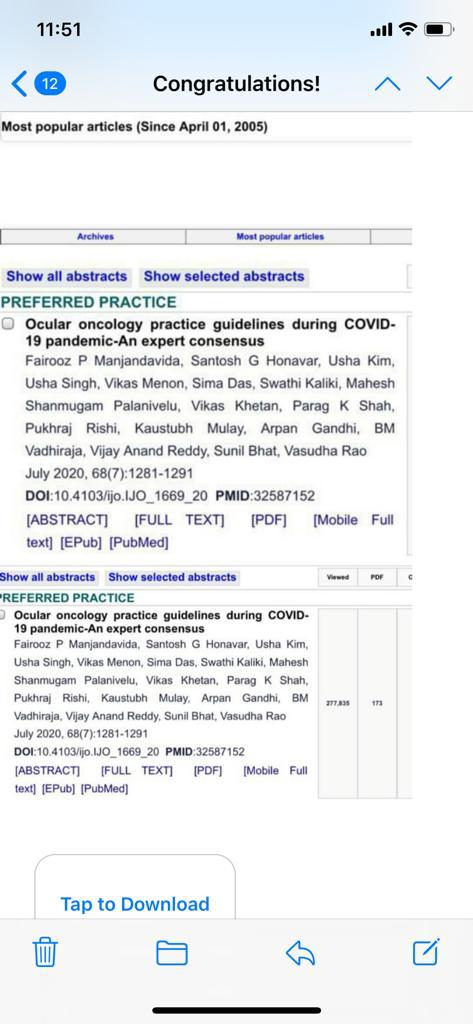 11:51
12
Congratulations!
Most popular articles (Since April 01, 2005)
Archives Most popular articles
Show all abstracts Show selected abstracts
PREFERRED PRACTICE
Ocular oncology practice guidelines during COVID-
19 pandemic-An expert consensus
Fairooz P Manjandavida, Santosh G Honavar, Usha Kim,
Usha Singh, Vikas Menon, Sima Das, Swathi Kaliki, Mahesh
Shanmugam Palanivelu, Vikas Khetan, Parag K Shah,
Pukhraj Rishi, Kaustubh Mulay, Arpan Gandhi, BM
Vadhiraja, Vijay Anand Reddy, Sunil Bhat, Vasudha Rao
July 2020, 68(7):1281-1291
DOI:10.4103/ijo.IJO_1669_20 PMID:32587152
[ABSTRACT] [FULL TEXT] [PDF] [Mobile Full
text] [EPub] [PubMed]
Show all abstracts Show selected abstracts Viewed PDF C
PREFERRED PRACTICE
Ocular oncology practice guidelines during COVID-
19 pandemic-An expert consensus
Fairooz P Manjandavida, Santosh G Honavar, Usha Kim,
Usha Singh, Vikas Menon, Sima Das, Swathi Kaliki, Mahesh
Shanmugam Palanivelu, Vikas Khetan, Parag K Shah,
Pukhraj Rishi, Kaustubh Mulay, Arpan Gandhi, BM
Vadhiraja, Vijay Anand Reddy, Sunil Bhat, Vasudha Rao
277,835 173
July 2020, 68(7):1281-1291
DOI:10.4103/ijo.IJO_1669_20 PMID:32587152
[ABSTRACT] [FULL TEXT] [PDF] [Mobile Full
text] [EPub] [PubMed]
Tap to Download